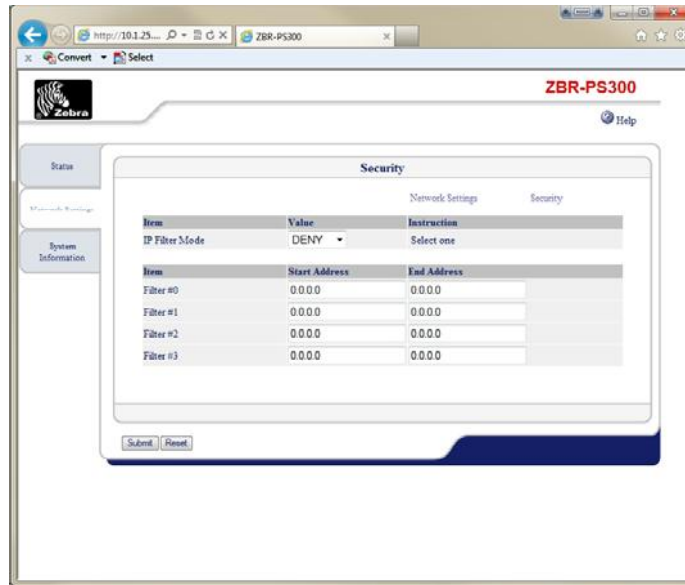 http://10.1.25.... ZBR-PS300
x Convert Select
Zebra
ZBR-PS300
Help
Status
Network Settings
System Information
Security
Network Settings Security
Item Value Instruction
IP Filter Mode DENY Select one
Item Start Address End Address
Filter #0 0.0.0.0 0.0.0.0
Filter #1 0.0.0.0 0.0.0.0
Filter #2 0.0.0.0 0.0.0.0
Filter #3 0.0.0.0 0.0.0.0
Submit Reset